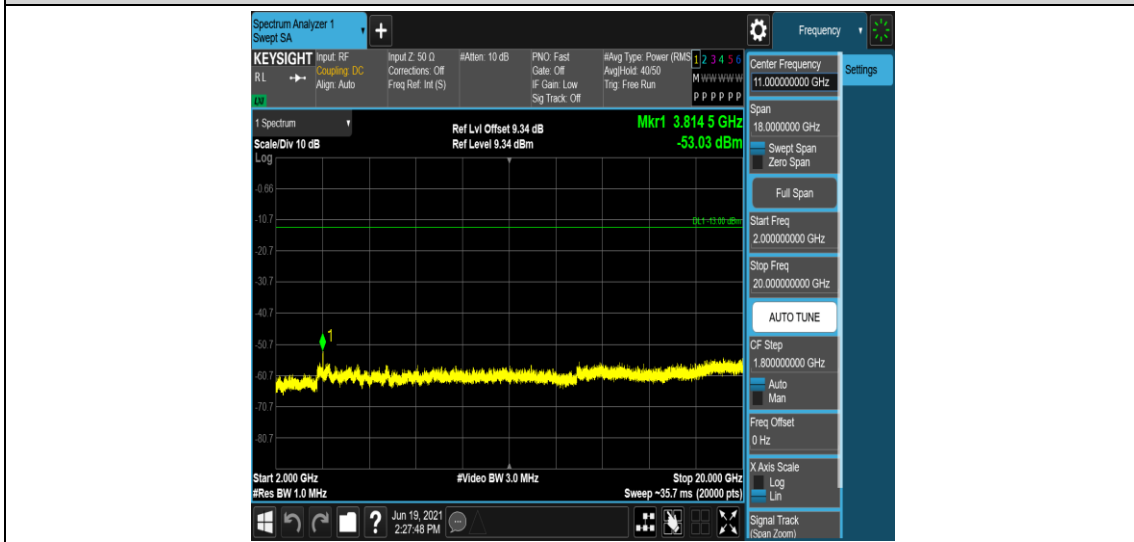 Spectrum Analyzer 1
Swept SA
+
Frequency
KEYSIGHT
RL
Input: RF
Coupling: DC
Align: Auto
Input Z: 50 Ω
Corrections: Off
Freq Ref: Int (S)
#Atten: 10 dB
PNO: Fast
Gate: Off
IF Gain: Low
Sig Track: Off
#Avg Type: Power (RMS
Avg|Hold: 40/50
Trig: Free Run
1 2 3 4 5 6
M W W W W W
P P P P P P
1 Spectrum
Scale/Div 10 dB
Log
Ref Lvl Offset 9.34 dB
Ref Level 9.34 dBm
Mkr1 3.814 5 GHz
-53.03 dBm
-0.66
-10.7
DL1 -13.00 dBm
-20.7
-30.7
-40.7
1
-50.7
-60.7
-70.7
-80.7
Start 2.000 GHz
#Res BW 1.0 MHz
#Video BW 3.0 MHz
Stop 20.000 GHz
Sweep ~35.7 ms (20000 pts)
?
Jun 19, 2021
2:27:48 PM
Center Frequency
11.000000000 GHz
Settings
Span
18.0000000 GHz
Swept Span
Zero Span
Full Span
Start Freq
2.000000000 GHz
Stop Freq
20.000000000 GHz
AUTO TUNE
CF Step
1.800000000 GHz
Auto
Man
Freq Offset
0 Hz
X Axis Scale
Log
Lin
Signal Track
(Span Zoom)